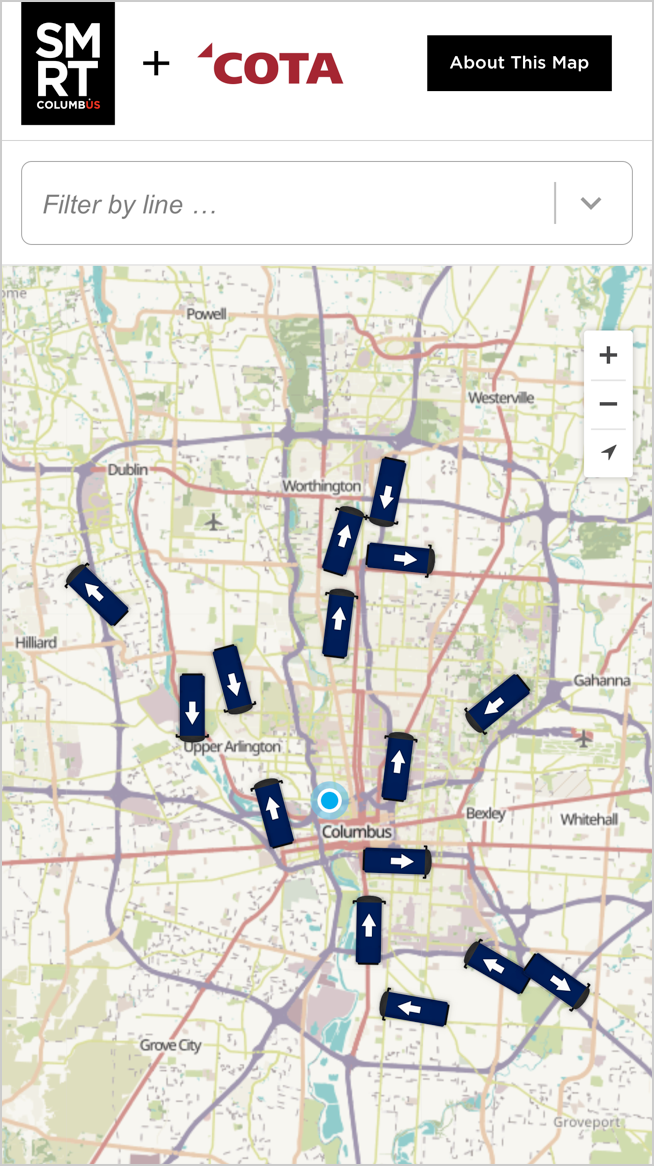 SM
RT
COLUMBUS
+
COTA
About This Map
Filter by line …
ome
Powell
Westerville
Dublin
Worthington
Hilliard
Gahanna
Upper Arlington
Bexley
Whitehall
Columbus
Grove City
Groveport
+
−